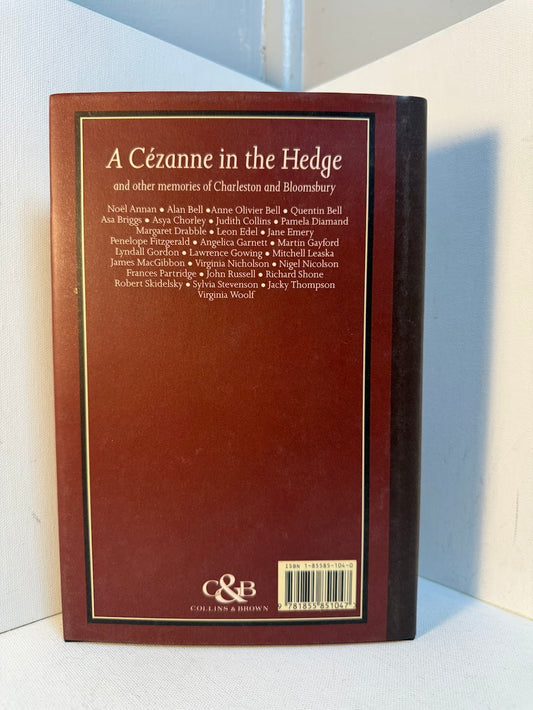 A Cézanne in the Hedge
and other memories of Charleston and Bloomsbury
Noël Annan • Alan Bell • Anne Olivier Bell • Quentin Bell
Asa Briggs • Asya Chorley • Judith Collins • Pamela Diamand
Margaret Drabble • Leon Edel • Jane Emery
Penelope Fitzgerald • Angelica Garnett • Martin Gayford
Lyndall Gordon • Lawrence Gowing • Mitchell Leaska
James MacGibbon • Virginia Nicholson • Nigel Nicolson
Frances Partridge • John Russell • Richard Shone
Robert Skidelsky • Sylvia Stevenson • Jacky Thompson
Virginia Woolf
ISBN 1-85585-104-0
C&B
COLLINS & BROWN
9 781855 851047